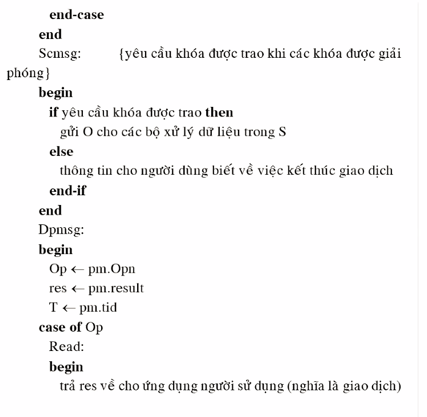 end-case
end
Scmsg: {yêu cầu khóa được trao khi các khóa được giải
phóng}
begin
if yêu cầu khóa được trao then
gửi O cho các bộ xử lý dữ liệu trong S
else
thông tin cho người dùng biết về việc kết thúc giao dịch
end-if
end
Dpmsg:
begin
Op ← pm.Opn
res ← pm.result
T ← pm.tid
case of Op
Read:
begin
trả res về cho ứng dụng người sử dụng (nghĩa là giao dịch)